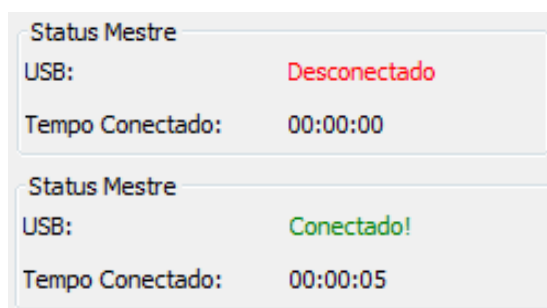 Status Mestre
USB: Desconectado
Tempo Conectado: 00:00:00
Status Mestre
USB: Conectado!
Tempo Conectado: 00:00:05